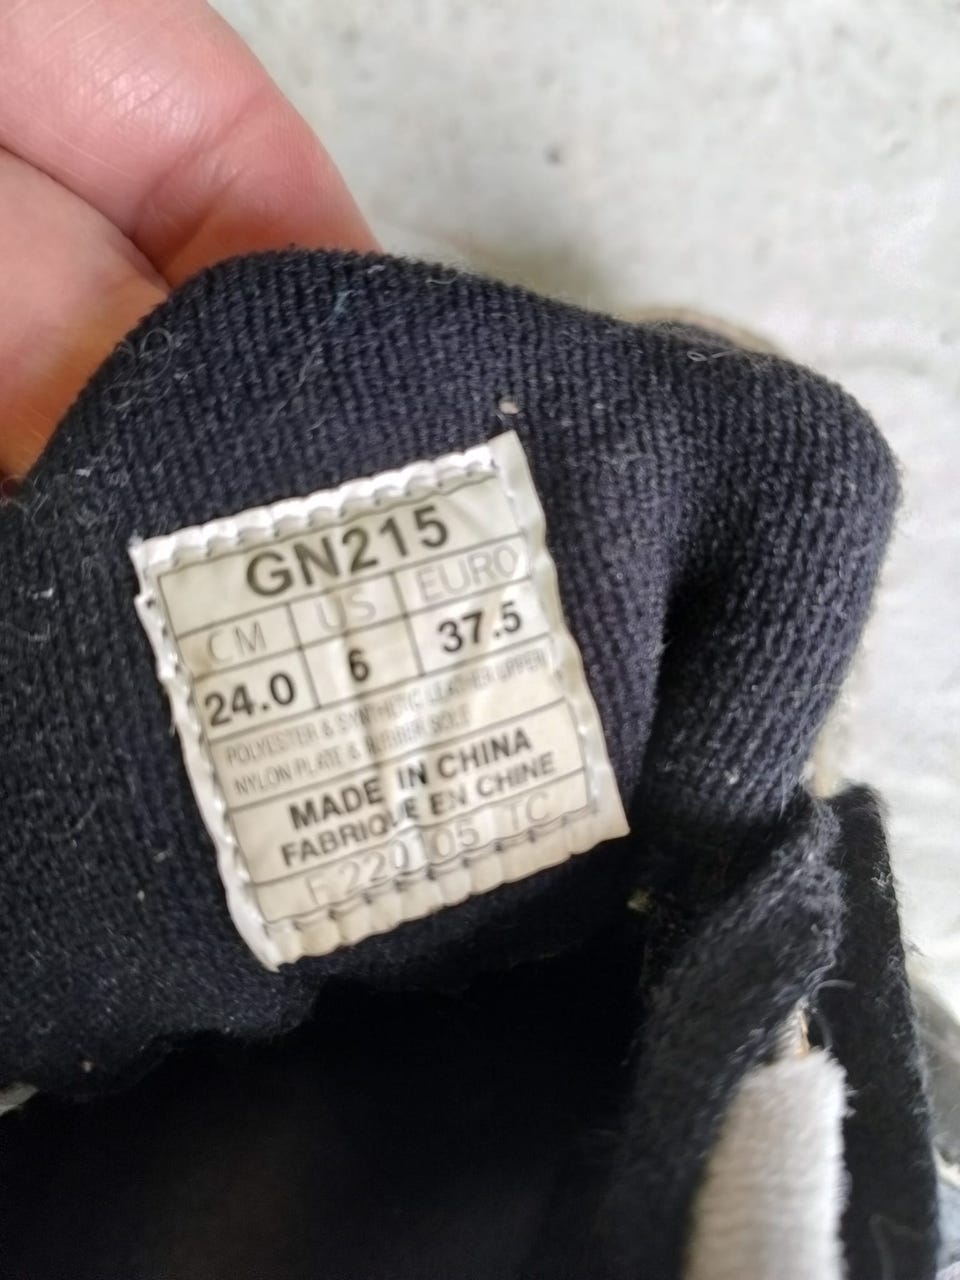 GN215
CM US EURO
24.0 6 37.5
POLYESTER & SYNTHETIC LEATHER UPPER
NYLON PLATE & RUBBER SOLE
MADE IN CHINA
FABRIQUE EN CHINE
F 220105 TC